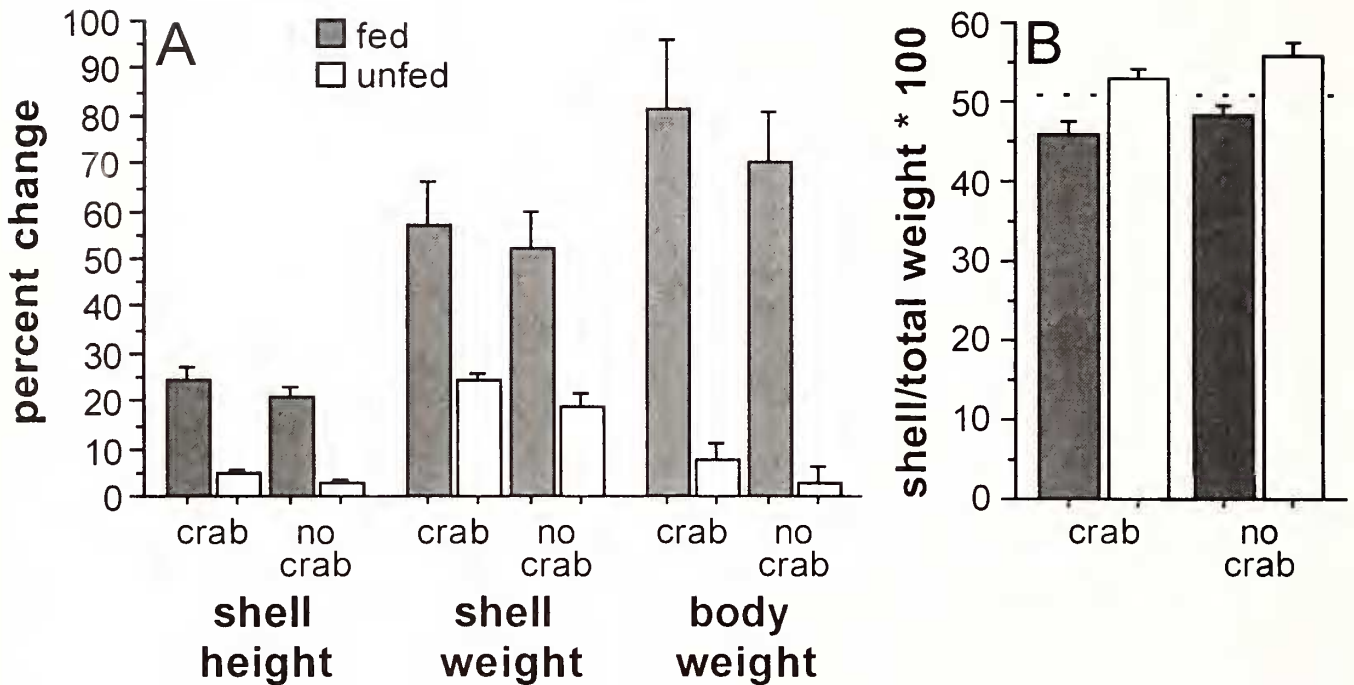 percent change
100
90
80
70
60
50
40
30
20
10
0
A
fed
unfed
crab no crab crab no crab crab no crab
shell height
shell weight
body weight
shell/total weight * 100
60
50
40
30
20
10
0
B
crab no crab